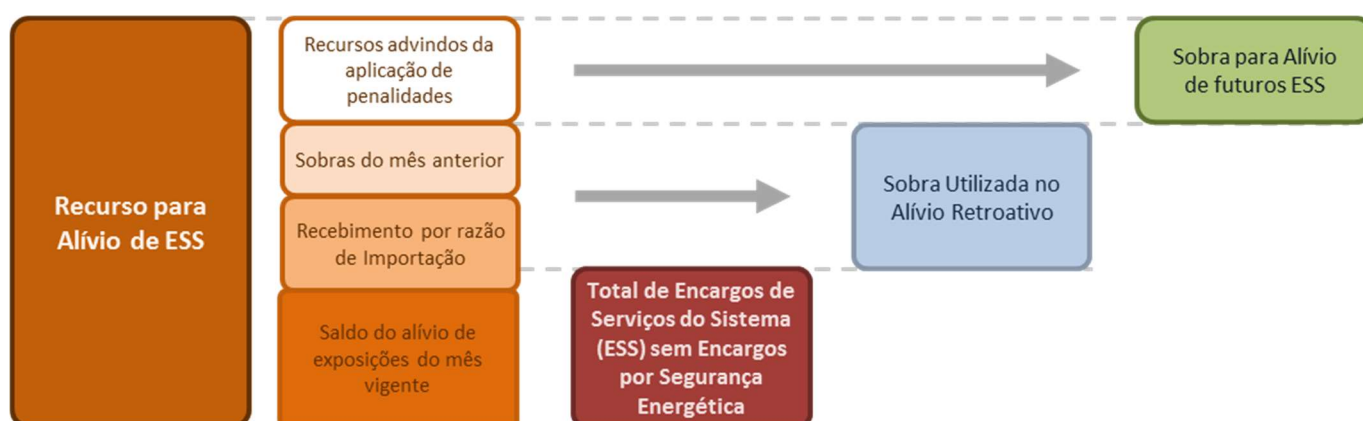 Recurso para
Alívio de ESS
Recursos advindos da
aplicação de
penalidades
Sobras do mês anterior
Recebimento por razão
de Importação
Saldo do alívio de
exposições do mês
vigente
Total de Encargos de
Serviços do Sistema
(ESS) sem Encargos
por Segurança
Energética
Sobra Utilizada no
Alívio Retroativo
Sobra para Alívio
de futuros ESS